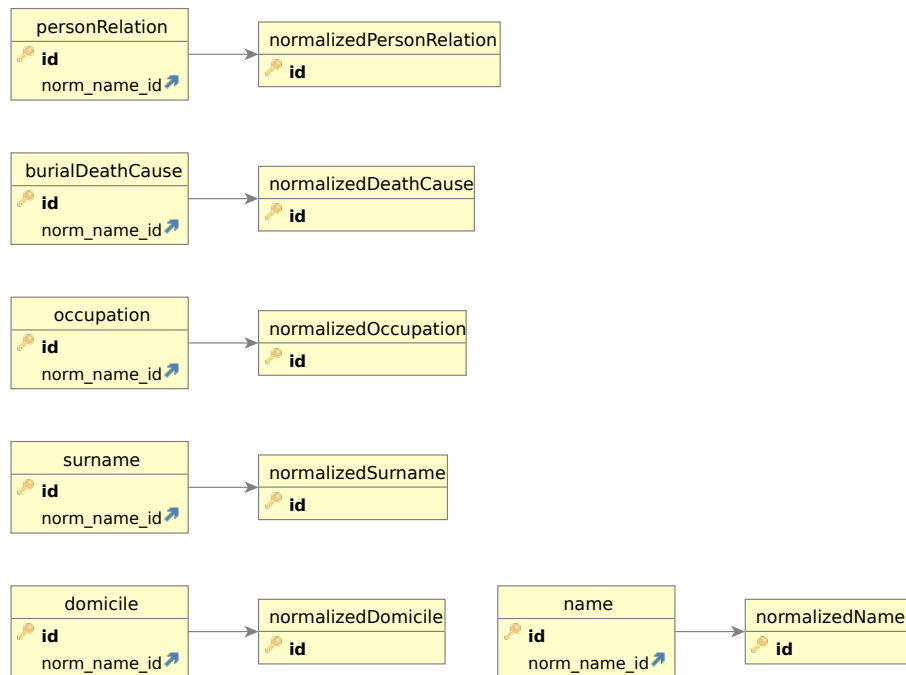 personRelation
id
norm_name_id
normalizedPersonRelation
id
burialDeathCause
id
norm_name_id
normalizedDeathCause
id
occupation
id
norm_name_id
normalizedOccupation
id
surname
id
norm_name_id
normalizedSurname
id
domicile
id
norm_name_id
normalizedDomicile
id
name
id
norm_name_id
normalizedName
id